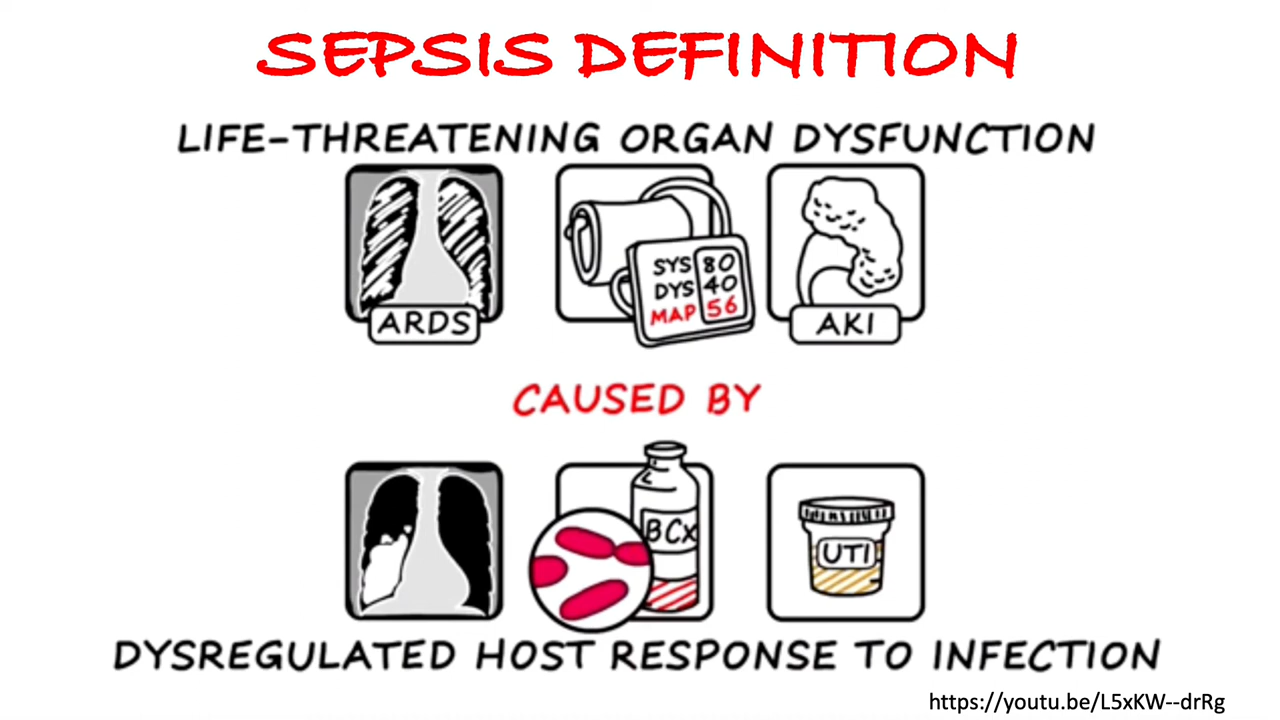 SEPSIS DEFINITION
LIFE-THREATENING ORGAN DYSFUNCTION
SYS 80
DYS 40
MAP 56
ARDS
AKI
CAUSED BY
BCx
UTI
DYSREGULATED HOST RESPONSE TO INFECTION
https://youtu.be/L5xKW--drRg